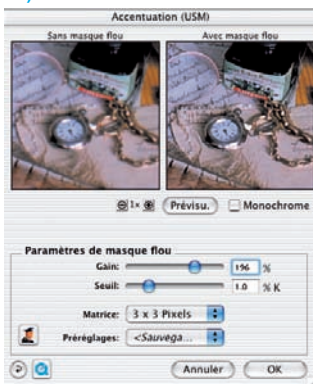 Accentuation (USM)
Sans masque flou Avec masque flou
1x Prévisu. Monochrome
Paramètres de masque flou
Gain: 196 %
Seuil: 1.0 % K
Matrice: 3 x 3 Pixels
Préréglages: <Sauvega...
Annuler OK